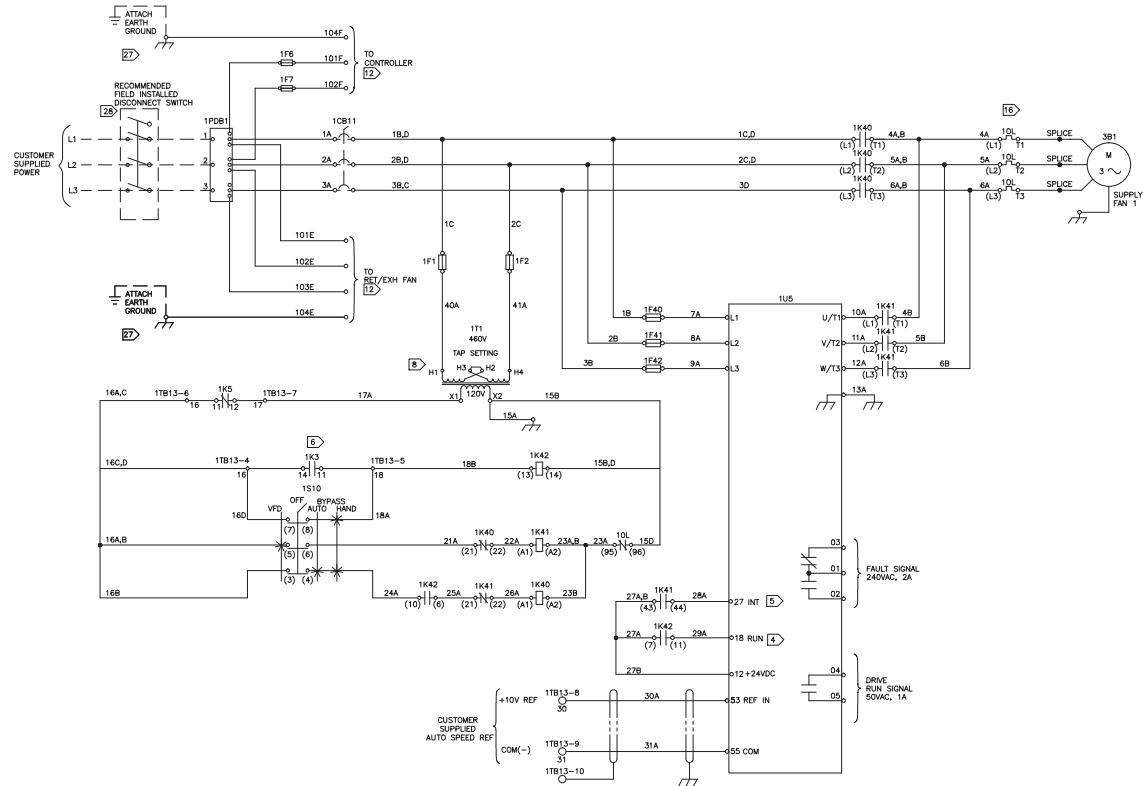 ATTACH
EARTH
GROUND
27
104F
1F6
101F
1F7
102F
TO
CONTROLLER
12
RECOMMENDED
FIELD INSTALLED
DISCONNECT SWITCH
28
1PDB1
1CB11
16
CUSTOMER
SUPPLIED
POWER
L1
1
1A
1B,D
1C,D
1K40
(L1) (T1)
4A,B
4A
(L1)
10L
T1
SPLICE
3B1
L2
2
2A
2B,D
2C,D
1K40
(L2) (T2)
5A,B
5A
(L2)
10L
T2
SPLICE
M
3
L3
3
3A
3B,C
3D
1K40
(L3) (T3)
6A,B
6A
(L3)
10L
T3
SPLICE
SUPPLY
FAN 1
1C
2C
101E
102E
103E
104E
TO
RET/EXH FAN
12
1F1
1F2
ATTACH
EARTH
GROUND
27
40A
41A
1T1
460V
TAP SETTING
8
H1
H3
H2
H4
120V
X1
X2
1U5
1B
1F40
7A
L1
2B
1F41
8A
L2
3B
1F42
9A
L3
U/T1
10A
1K41
(L1) (T1)
4B
V/T2
11A
1K41
(L2) (T2)
5B
W/T3
12A
1K41
(L3) (T3)
6B
13A
16A,C
1TB13-6
16
1K5
11
12
17
1TB13-7
17A
15B
15A
6
16C,D
1TB13-4
16
1K3
14
11
1TB13-5
18
18B
1K42
(13) (14)
15B,D
1S10
OFF
BYPASS
VFD
AUTO
HAND
16D
(7) (8)
18A
16A,B
(5) (6)
21A
1K40
(21) (22)
22A
1K41
(A1) (A2)
23A,B
23A
10L
(95) (96)
15D
(3) (4)
16B
24A
1K42
(10) (6)
25A
1K41
(21) (22)
26A
1K40
(A1) (A2)
23B
03
01
02
FAULT SIGNAL
240VAC, 2A
27A,B
1K41
(43) (44)
28A
27 INT
5
27A
1K42
(7) (11)
29A
18 RUN
4
27B
12 +24VDC
04
05
DRIVE
RUN SIGNAL
50VAC, 1A
CUSTOMER
SUPPLIED
AUTO SPEED REF
+10V REF
1TB13-8
30
30A
53 REF IN
COM(-)
1TB13-9
31
31A
55 COM
1TB13-10